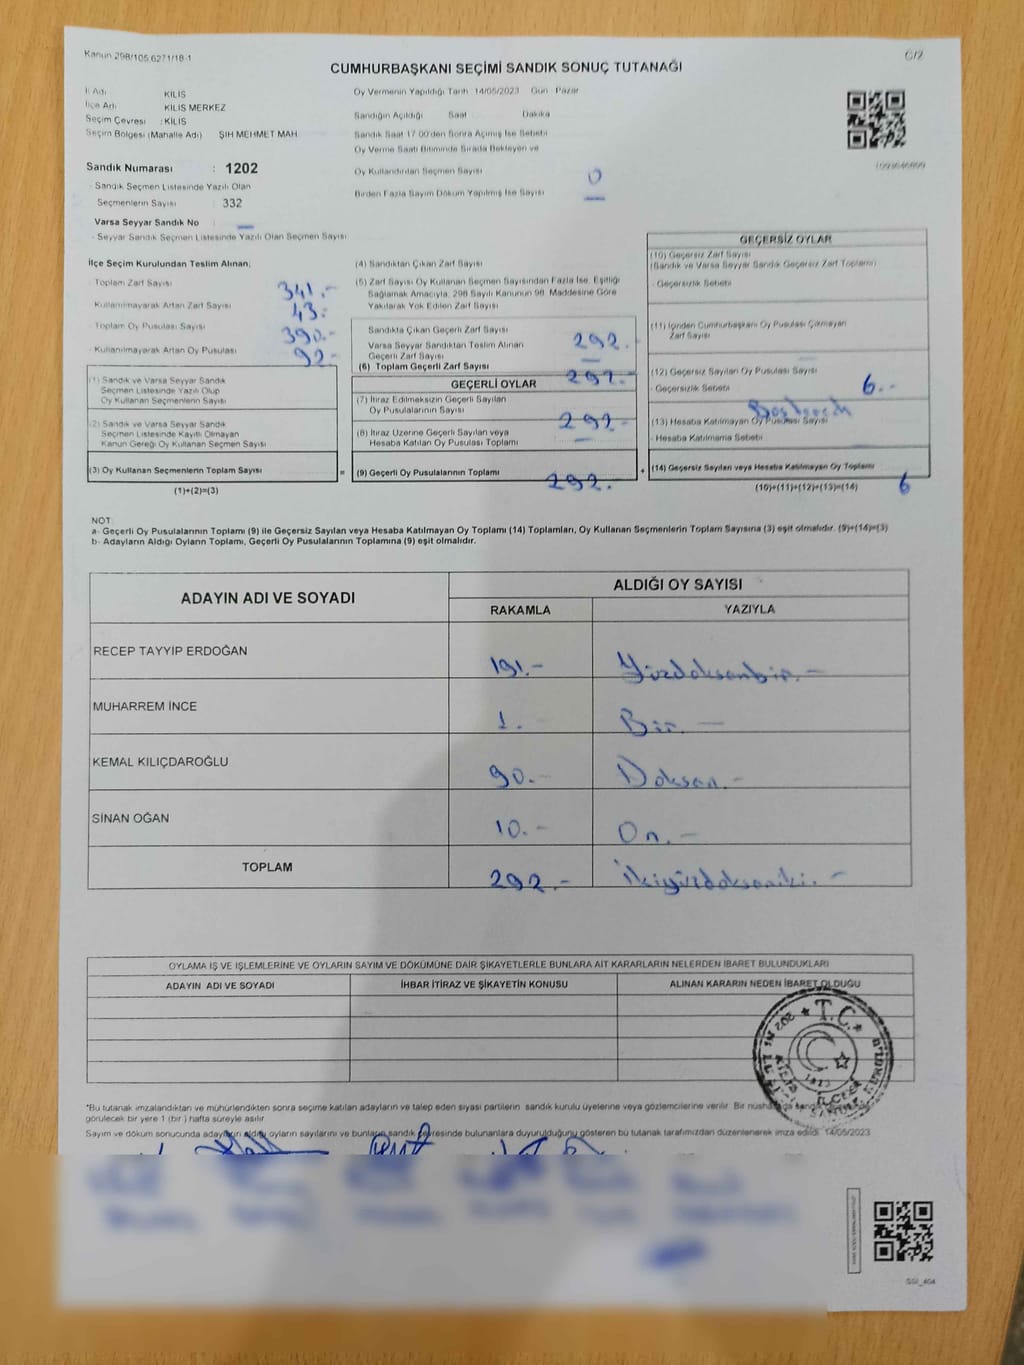 Kanun 298/105,6271/18-1
C/2
CUMHURBAŞKANI SEÇİMİ SANDIK SONUÇ TUTANAĞI
İl Adı KİLİS
İlçe Adı KİLİS MERKEZ
Seçim Çevresi : KİLİS
Seçim Bölgesi (Mahalle Adı) ŞIH MEHMET MAH
Oy Vermenin Yapıldığı Tarih 14/05/2023 Gün Pazar
Sandığın Açıldığı Saat Dakika
Sandık Saat 17 00'den Sonra Açılmış İse Sebebi
Oy Verme Saati Bitiminde Sırada Bekleyen ve
Oy Kullandırılan Seçmen Sayısı 0
Birden Fazla Sayım Döküm Yapılmış İse Sayısı —
Sandık Numarası : 1202
- Sandık Seçmen Listesinde Yazılı Olan
Seçmenlerin Sayısı : 332
Varsa Seyyar Sandık No : —
- Seyyar Sandık Seçmen Listesinde Yazılı Olan Seçmen Sayısı
İlçe Seçim Kurulundan Teslim Alınan;
- Toplam Zarf Sayısı 341.-
- Kullanılmayarak Artan Zarf Sayısı 43.-
- Toplam Oy Pusulası Sayısı 390.-
- Kullanılmayarak Artan Oy Pusulası 92.-
(1) Sandık ve Varsa Seyyar Sandık
Seçmen Listesinde Yazılı Olup
Oy Kullanan Seçmenlerin Sayısı
(2) Sandık ve Varsa Seyyar Sandık
Seçmen Listesinde Kayıtlı Olmayan
Kanun Gereği Oy Kullanan Seçmen Sayısı
(3) Oy Kullanan Seçmenlerin Toplam Sayısı
(1)+(2)=(3)
=
(4) Sandıktan Çıkan Zarf Sayısı
(5) Zarf Sayısı Oy Kullanan Seçmen Sayısından Fazla İse, Eşitliği
Sağlamak Amacıyla, 298 Sayılı Kanunun 98. Maddesine Göre
Yakılarak Yok Edilen Zarf Sayısı
Sandıkta Çıkan Geçerli Zarf Sayısı 292.
Varsa Seyyar Sandıktan Teslim Alınan
Geçerli Zarf Sayısı —
(6) Toplam Geçerli Zarf Sayısı 292.-
GEÇERLİ OYLAR
(7) İtiraz Edilmeksizin Geçerli Sayılan
Oy Pusulalarının Sayısı 292.-
(8) İtiraz Üzerine Geçerli Sayılan veya
Hesaba Katılan Oy Pusulası Toplamı —
(9) Geçerli Oy Pusulalarının Toplamı 292.-
+
GEÇERSİZ OYLAR
(10) Geçersiz Zarf Sayısı
(Sandık ve Varsa Seyyar Sandık Geçersiz Zarf Toplamı)
- Geçersizlik Sebebi
(11) İçinden Cumhurbaşkanı Oy Pusulası Çıkmayan
Zarf Sayısı —
(12) Geçersiz Sayılan Oy Pusulası Sayısı 6.-
- Geçersizlik Sebebi
(13) Hesaba Katılmayan Oy Pusulası Sayısı
- Hesaba Katılmama Sebebi
(14) Geçersiz Sayılan veya Hesaba Katılmayan Oy Toplamı
(10)+(11)+(12)+(13)=(14) 6
NOT
a- Geçerli Oy Pusulalarının Toplamı (9) ile Geçersiz Sayılan veya Hesaba Katılmayan Oy Toplamı (14) Toplamları, Oy Kullanan Seçmenlerin Toplam Sayısına (3) eşit olmalıdır. (9)+(14)=(3)
b- Adayların Aldığı Oyların Toplamı, Geçerli Oy Pusulalarının Toplamına (9) eşit olmalıdır.
ADAYIN ADI VE SOYADI
ALDIĞI OY SAYISI
RAKAMLA YAZIYLA
RECEP TAYYİP ERDOĞAN 191.- Yüzdoksanbir.-
MUHARREM İNCE 1. Bir.—
KEMAL KILIÇDAROĞLU 90.- Doksan.-
SİNAN OĞAN 10.- On.-
TOPLAM 292.- İkiyüzdoksaniki.-
OYLAMA İŞ VE İŞLEMLERİNE VE OYLARIN SAYIM VE DÖKÜMÜNE DAİR ŞİKAYETLERLE BUNLARA AİT KARARLARIN NELERDEN İBARET BULUNDUKLARI
ADAYIN ADI VE SOYADI İHBAR İTİRAZ VE ŞİKAYETİN KONUSU ALINAN KARARIN NEDEN İBARET OLDUĞU
T.C.
*Bu tutanak imzalandıktan ve mühürlendikten sonra seçime katılan adayların ve talep eden siyasi partilerin sandık kurulu üyelerine veya gözlemcilerine verilir. Bir
görülecek bir yere 1 (bir) hafta süreyle asılır.
Sayım ve döküm sonucunda adayların aldığı oyların sayılarını ve bunların sandık çevresinde bulunanlara duyurulduğunu gösteren bu tutanak tarafımızdan düzenlenerek imza edildi. 14/05/2023